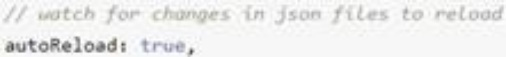 // watch for changes in json files to reload
autoReload: true,